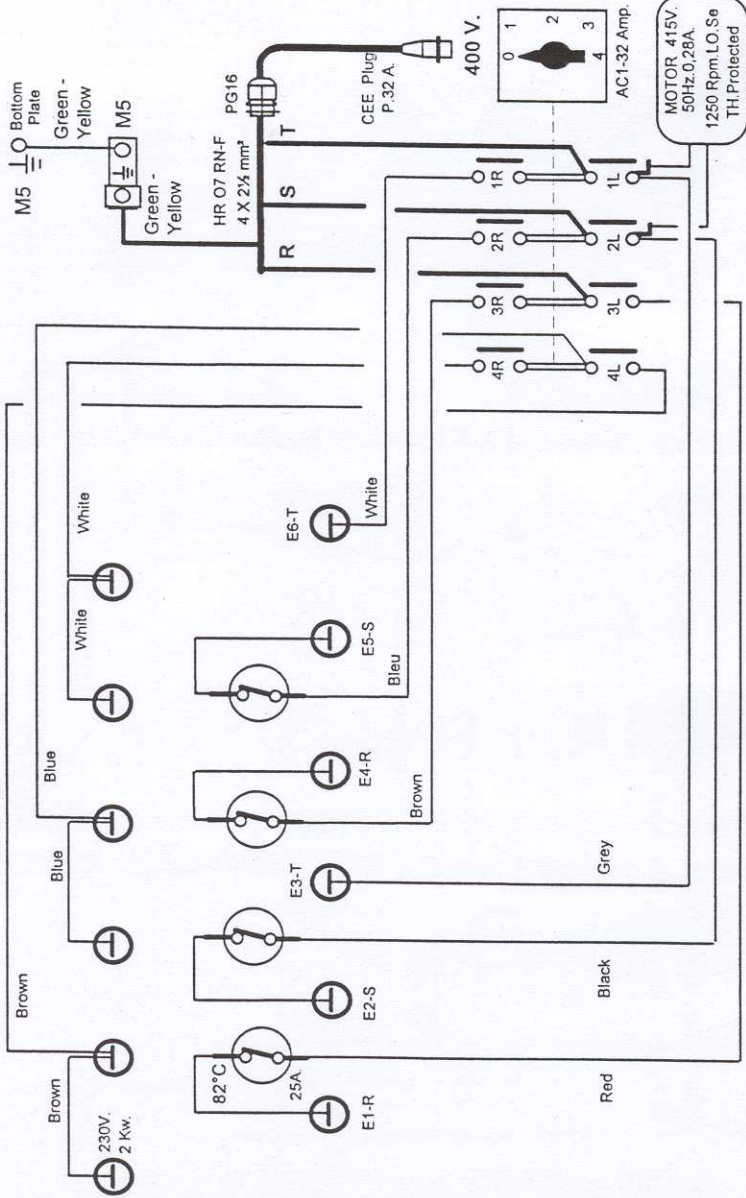 Brown
Brown
230V.
2 Kw.
Blue
Blue
White
White
82°C
25A.
E1-R
E2-S
E3-T
E4-R
E5-S
E6-T
Red
Black
Grey
Brown
Bleu
White
M5
Bottom
Plate
Green -
Yellow
M5
Green -
Yellow
HR O7 RN-F
4 X 2½ mm²
PG16
R
S
T
CEE Plug
P.32 A.
400 V.
0
1
2
3
4
AC1-32 Amp.
4R
3R
2R
1R
4L
3L
2L
1L
MOTOR 415V.
50Hz.0,28A.
1250 Rpm.LO.Se
TH.Protected